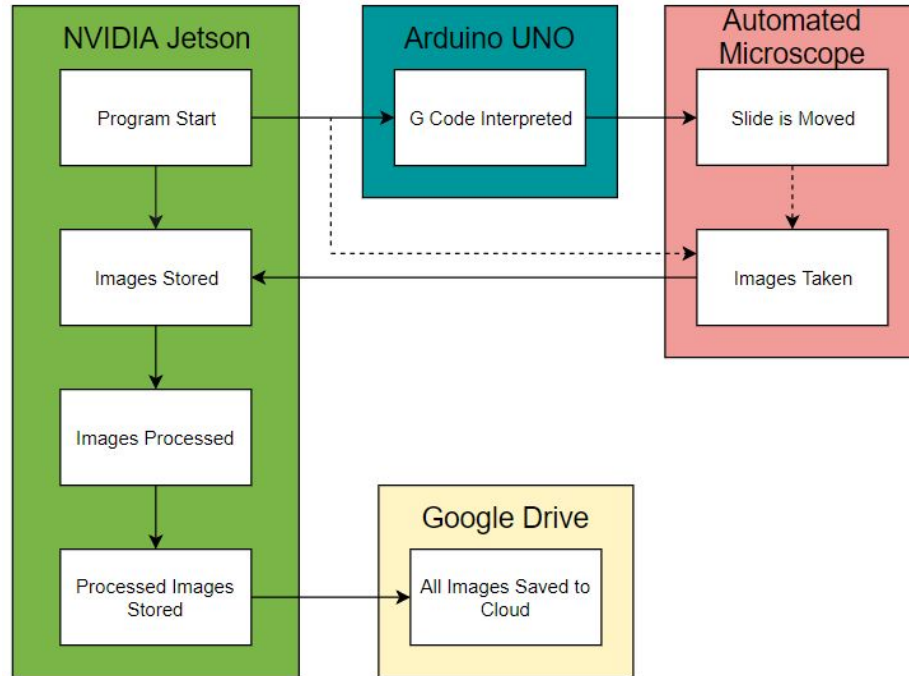 NVIDIA Jetson
Program Start
Images Stored
Images Processed
Processed Images
Stored
Arduino UNO
G Code Interpreted
Automated
Microscope
Slide is Moved
Images Taken
Google Drive
All Images Saved to
Cloud